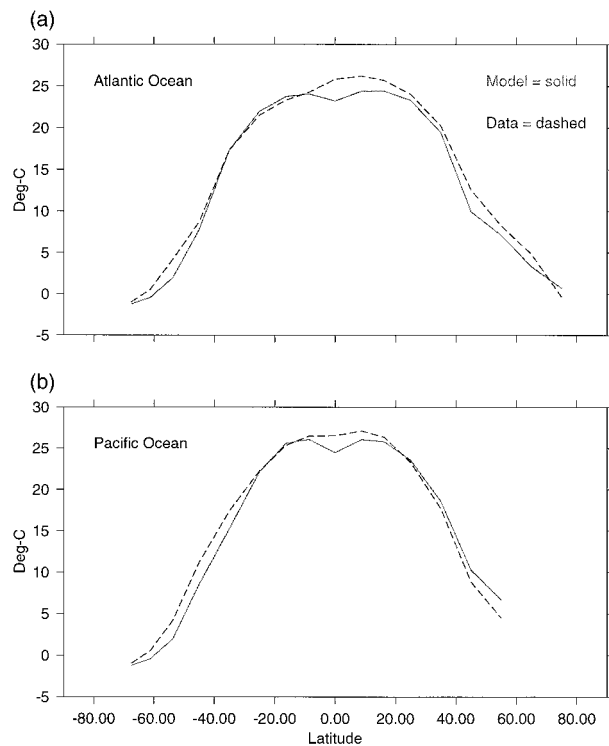 (a)
30
25
20
15
10
5
0
-5
Deg-C
Atlantic Ocean
Model = solid
Data = dashed
(b)
30
25
20
15
10
5
0
-5
Deg-C
Pacific Ocean
-80.00 -60.00 -40.00 -20.00 0.00 20.00 40.00 60.00 80.00
Latitude